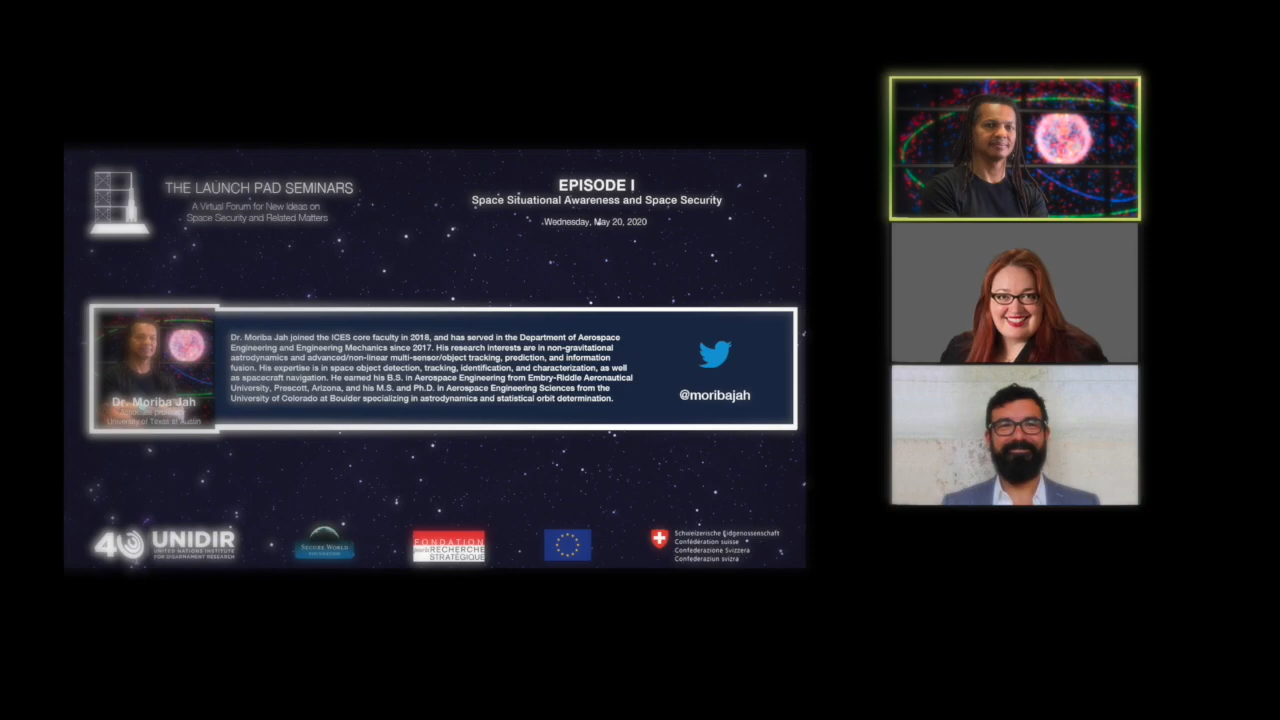 THE LAUNCH PAD SEMINARS
A Virtual Forum for New Ideas on
Space Security and Related Matters
EPISODE I
Space Situational Awareness and Space Security
Wednesday, May 20, 2020
Dr. Moriba Jah joined the ICES core faculty in 2018, and has served in the Department of Aerospace
Engineering and Engineering Mechanics since 2017. His research interests are in non-gravitational
astrodynamics and advanced/non-linear multi-sensor/object tracking, prediction, and information
fusion. His expertise is in space object detection, tracking, identification, and characterization, as well
as spacecraft navigation. He earned his B.S. in Aerospace Engineering from Embry-Riddle Aeronautical
University, Prescott, Arizona, and his M.S. and Ph.D. in Aerospace Engineering Sciences from the
University of Colorado at Boulder specializing in astrodynamics and statistical orbit determination.
Dr. Moriba Jah
Associate professor
University of Texas at Austin
@moribajah
40 UNIDIR
UNITED NATIONS INSTITUTE
FOR DISARMAMENT RESEARCH
SECURE WORLD
FOUNDATION
FONDATION
pour la RECHERCHE
STRATÉGIQUE
Schweizerische Eidgenossenschaft
Confédération suisse
Confederazione Svizzera
Confederaziun svizra